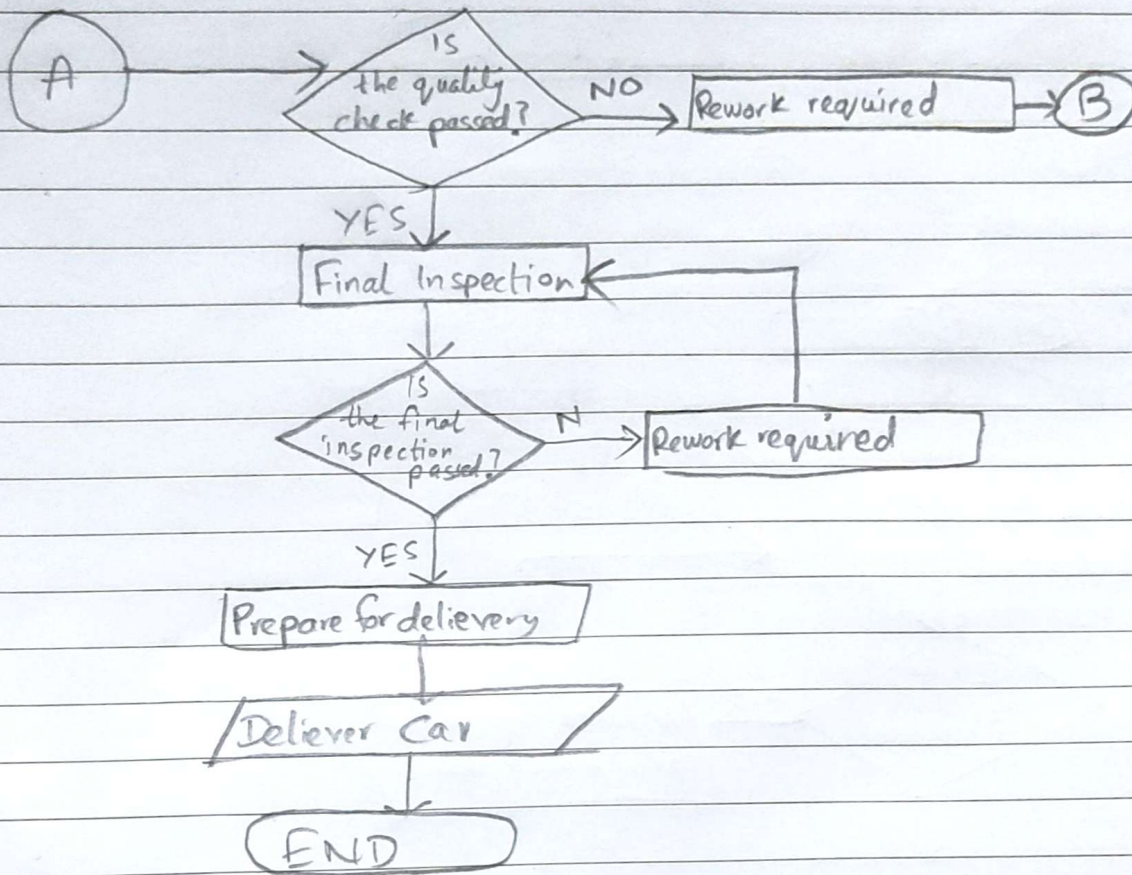 A
Is
the quality
check passed?
NO
Rework required
B
YES
Final Inspection
Is
the final
inspection
passed?
N
Rework required
YES
Prepare for delievery
Deliever Car
END